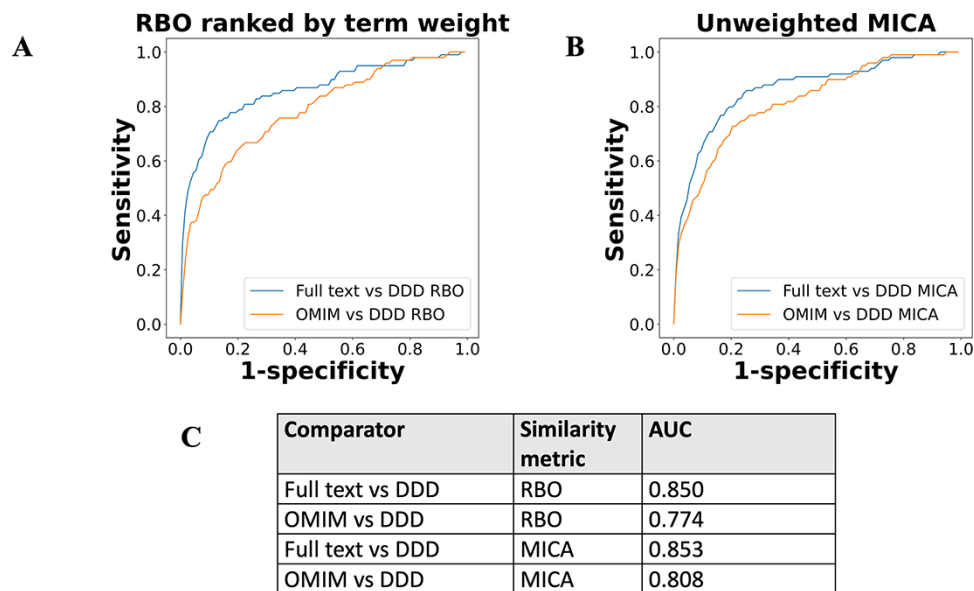 A
RBO ranked by term weight
Sensitivity
1.0
0.8
0.6
0.4
0.2
0.0
Full text vs DDD RBO
OMIM vs DDD RBO
0.0 0.2 0.4 0.6 0.8 1.0
1-specificity
B
Unweighted MICA
Sensitivity
1.0
0.8
0.6
0.4
0.2
0.0
Full text vs DDD MICA
OMIM vs DDD MICA
0.0 0.2 0.4 0.6 0.8 1.0
1-specificity
C
Comparator Similarity AUC
metric
Full text vs DDD RBO 0.850
OMIM vs DDD RBO 0.774
Full text vs DDD MICA 0.853
OMIM vs DDD MICA 0.808